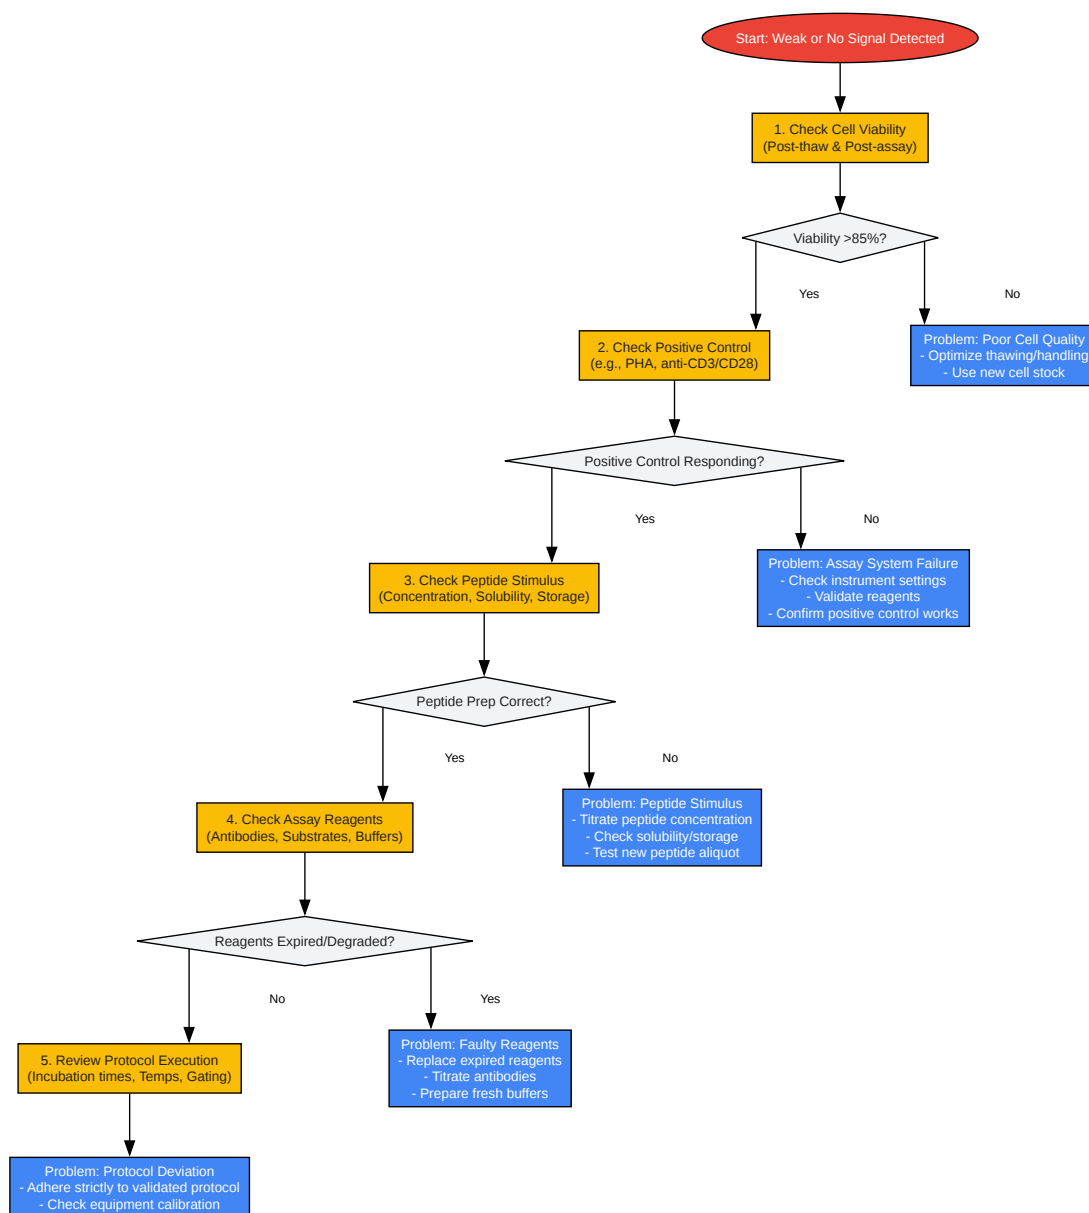 Start: Weak or No Signal Detected
1. Check Cell Viability
(Post-thaw & Post-assay)
Viability >85%?
Yes
No
2. Check Positive Control
(e.g., PHA, anti-CD3/CD28)
Problem: Poor Cell Quality
- Optimize thawing/handling
- Use new cell stock
Positive Control Responding?
Yes
No
3. Check Peptide Stimulus
(Concentration, Solubility, Storage)
Problem: Assay System Failure
- Check instrument settings
- Validate reagents
- Confirm positive control works
Peptide Prep Correct?
Yes
No
4. Check Assay Reagents
(Antibodies, Substrates, Buffers)
Problem: Peptide Stimulus
- Titrate peptide concentration
- Check solubility/storage
- Test new peptide aliquot
Reagents Expired/Degraded?
No
Yes
5. Review Protocol Execution
(Incubation times, Temps, Gating)
Problem: Faulty Reagents
- Replace expired reagents
- Titrate antibodies
- Prepare fresh buffers
Problem: Protocol Deviation
- Adhere strictly to validated protocol
- Check equipment calibration